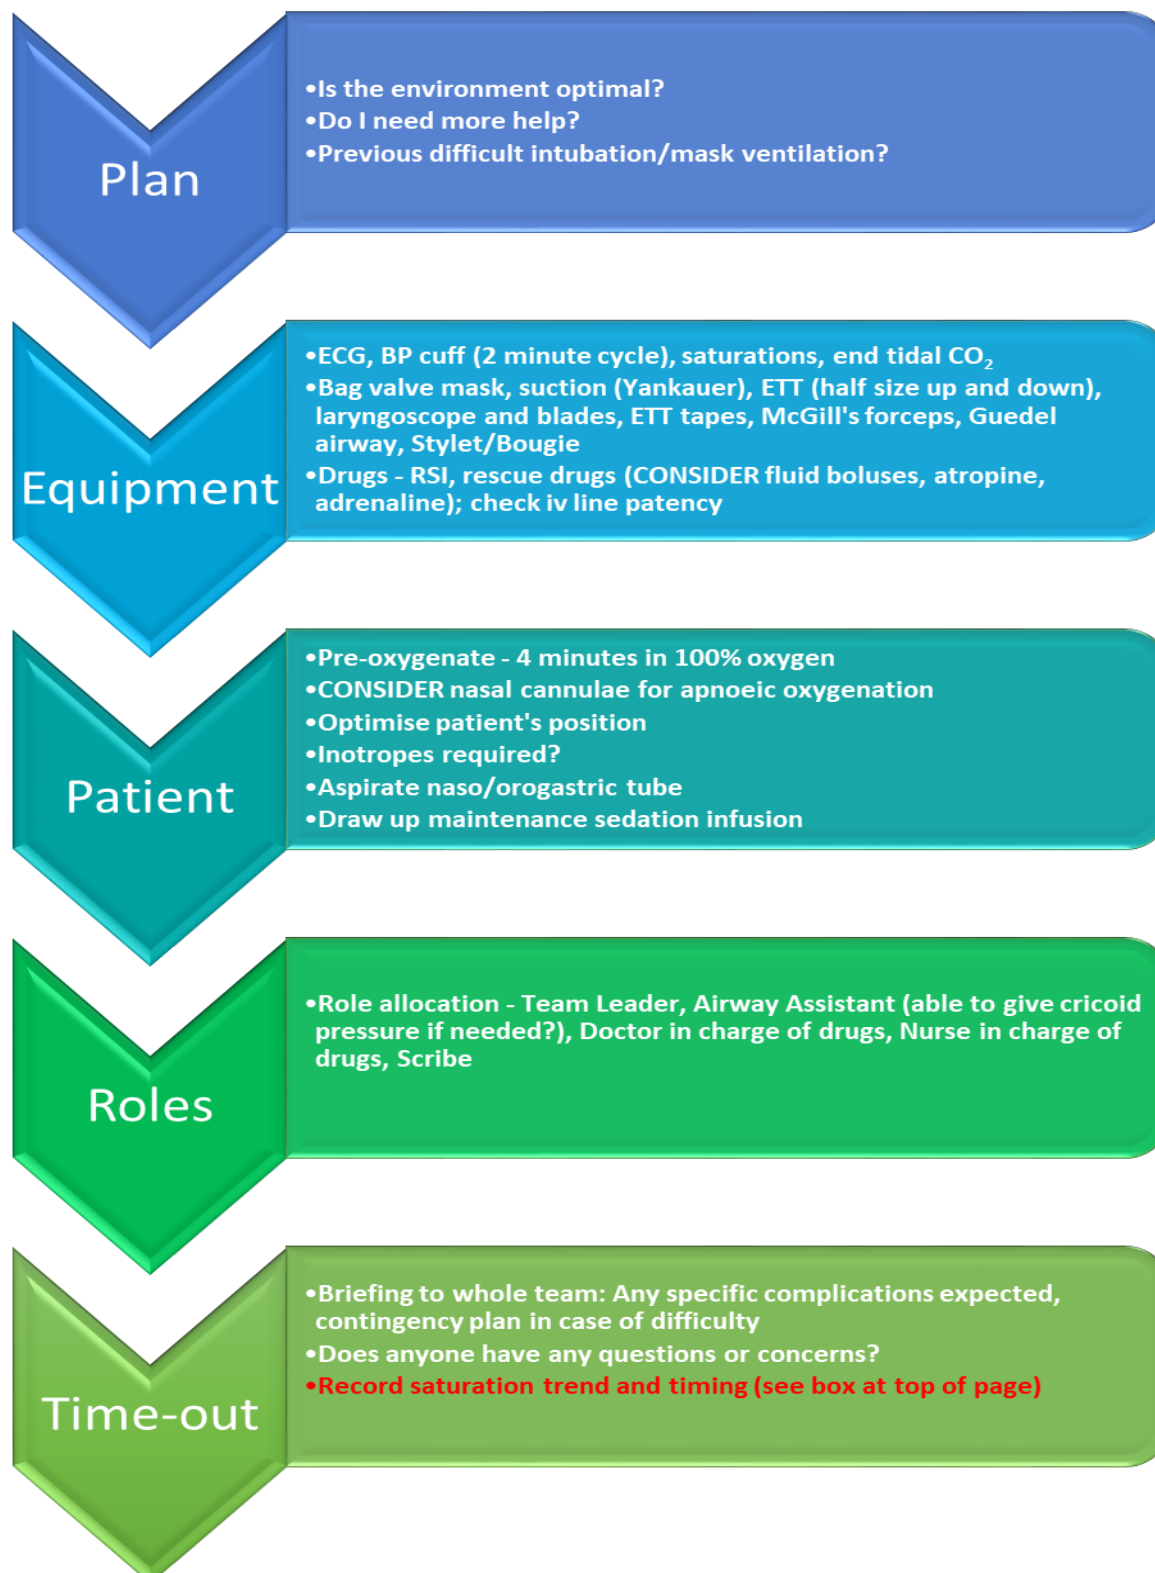 Plan
•Is the environment optimal?
•Do I need more help?
•Previous difficult intubation/mask ventilation?
Equipment
•ECG, BP cuff (2 minute cycle), saturations, end tidal CO₂
•Bag valve mask, suction (Yankauer), ETT (half size up and down),
laryngoscope and blades, ETT tapes, McGill's forceps, Guedel
airway, Stylet/Bougie
•Drugs - RSI, rescue drugs (CONSIDER fluid boluses, atropine,
adrenaline); check iv line patency
Patient
•Pre-oxygenate - 4 minutes in 100% oxygen
•CONSIDER nasal cannulae for apnoeic oxygenation
•Optimise patient's position
•Inotropes required?
•Aspirate naso/orogastric tube
•Draw up maintenance sedation infusion
Roles
•Role allocation - Team Leader, Airway Assistant (able to give cricoid
pressure if needed?), Doctor in charge of drugs, Nurse in charge of
drugs, Scribe
Time-out
•Briefing to whole team: Any specific complications expected,
contingency plan in case of difficulty
•Does anyone have any questions or concerns?
•Record saturation trend and timing (see box at top of page)